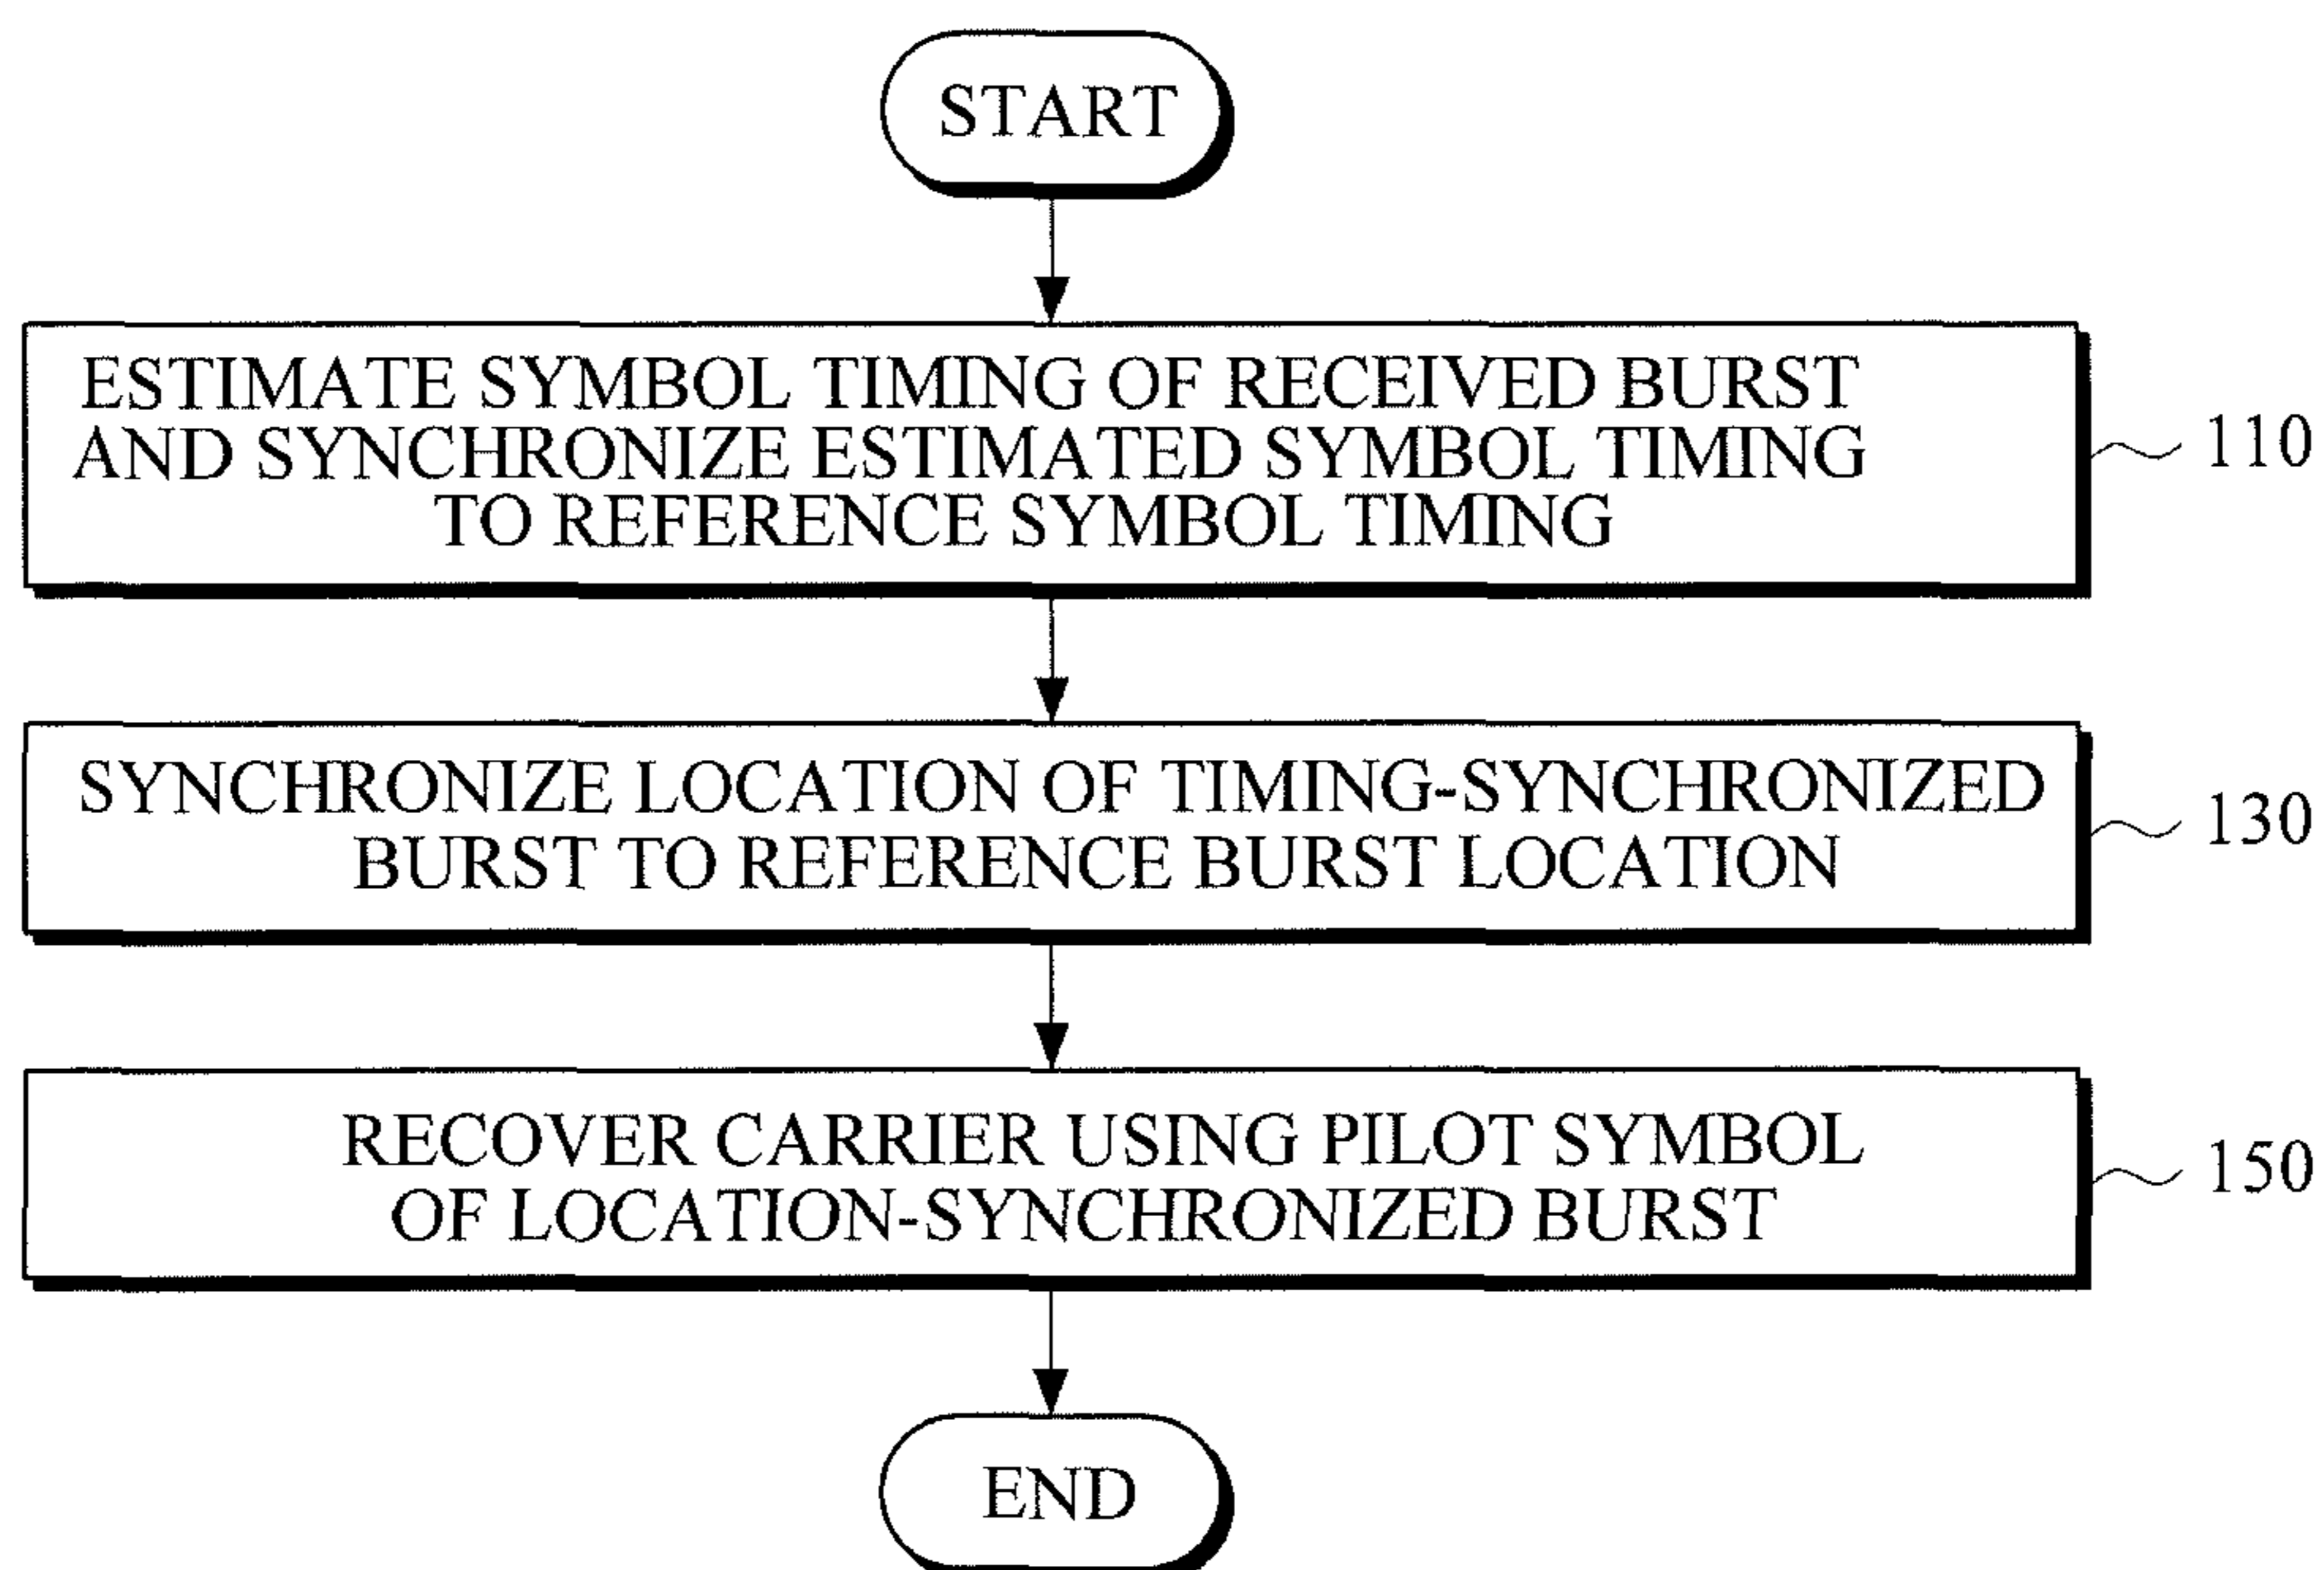 START
ESTIMATE SYMBOL TIMING OF RECEIVED BURST
AND SYNCHRONIZE ESTIMATED SYMBOL TIMING
TO REFERENCE SYMBOL TIMING
110
SYNCHRONIZE LOCATION OF TIMING-SYNCHRONIZED
BURST TO REFERENCE BURST LOCATION
130
RECOVER CARRIER USING PILOT SYMBOL
OF LOCATION-SYNCHRONIZED BURST
150
END